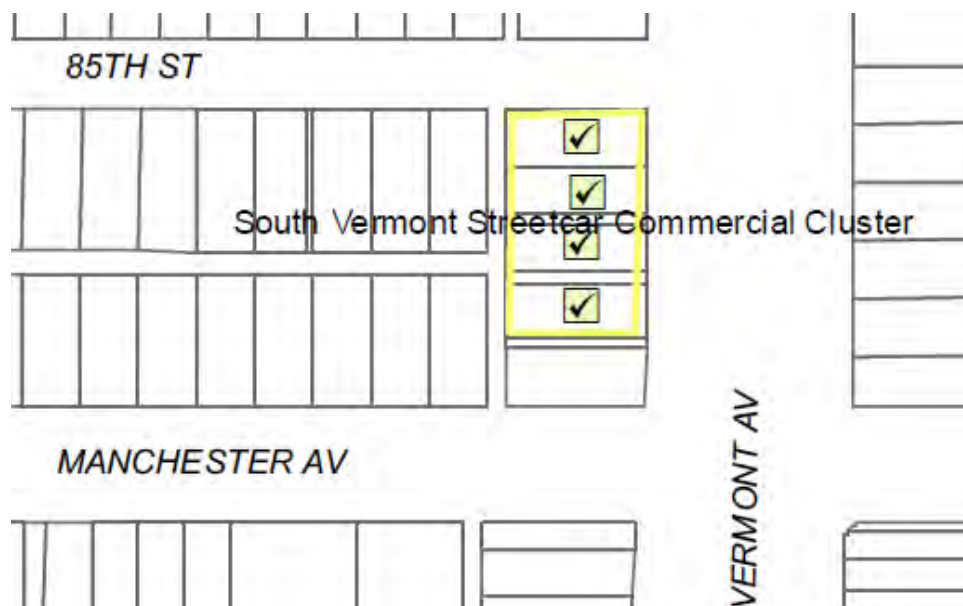 85TH ST
South Vermont Streetcar Commercial Cluster
MANCHESTER AV
VERMONT AV